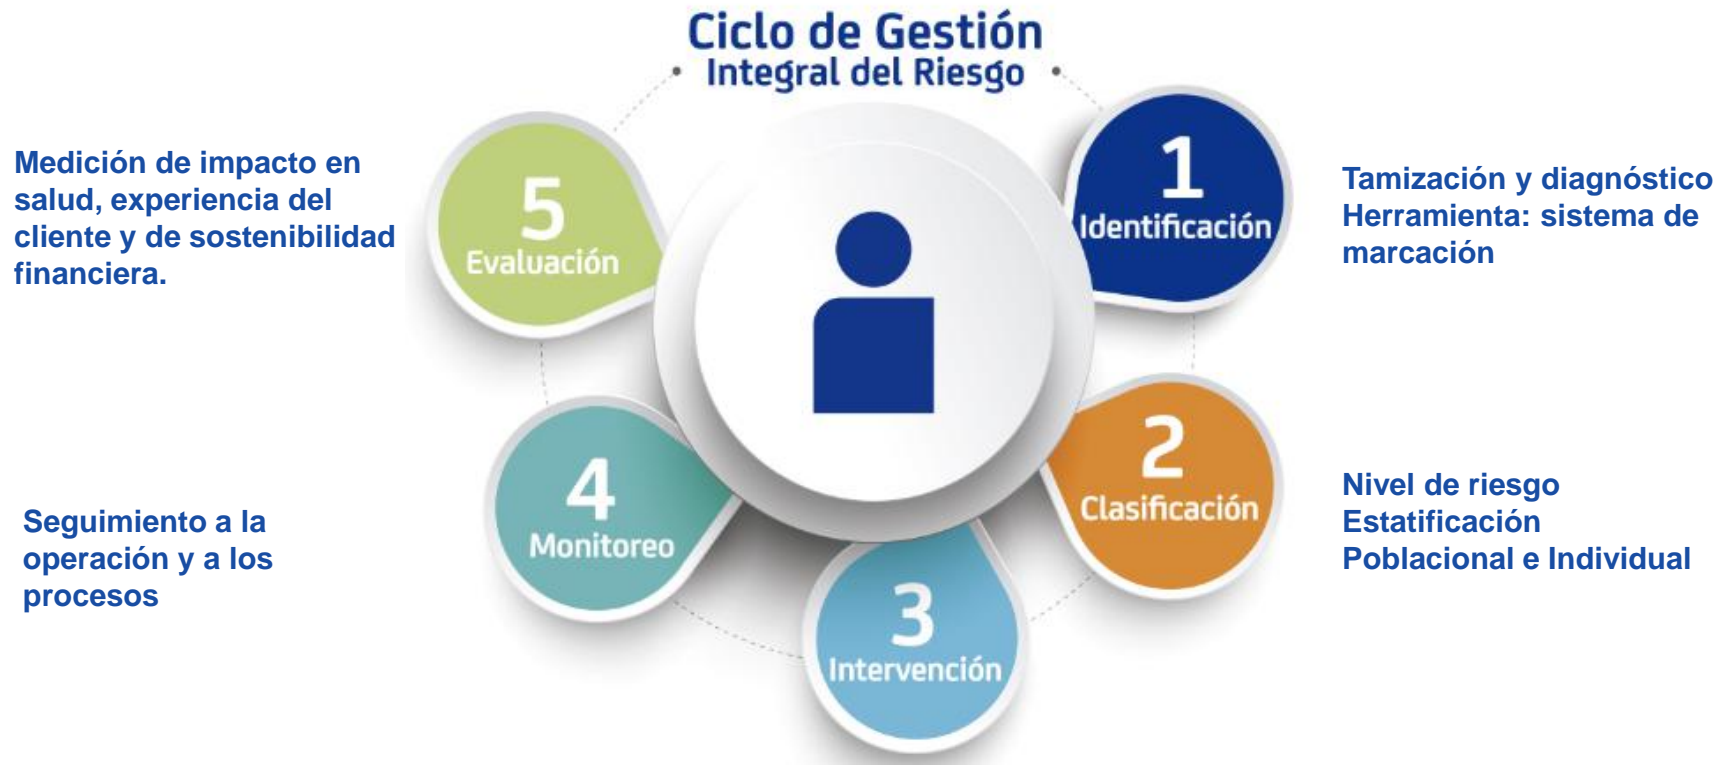 Ciclo de Gestión
Integral del Riesgo
1
Identificación
Tamización y diagnóstico
Herramienta: sistema de
marcación
2
Clasificación
Nivel de riesgo
Estatificación
Poblacional e Individual
3
Intervención
4
Monitoreo
Seguimiento a la
operación y a los
procesos
5
Evaluación
Medición de impacto en
salud, experiencia del
cliente y de sostenibilidad
financiera.